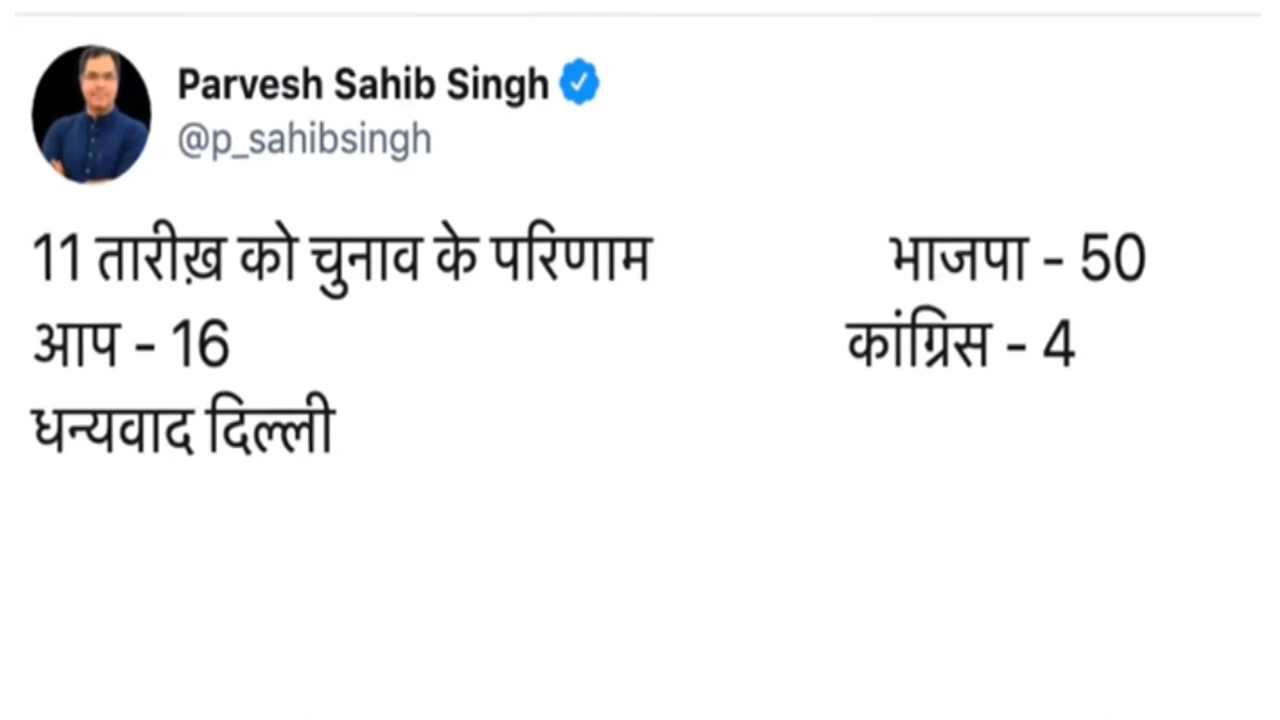 Parvesh Sahib Singh
@p_sahibsingh
11 तारीख़ को चुनाव के परिणाम भाजपा - 50
आप - 16 कांग्रिस - 4
धन्यवाद दिल्ली